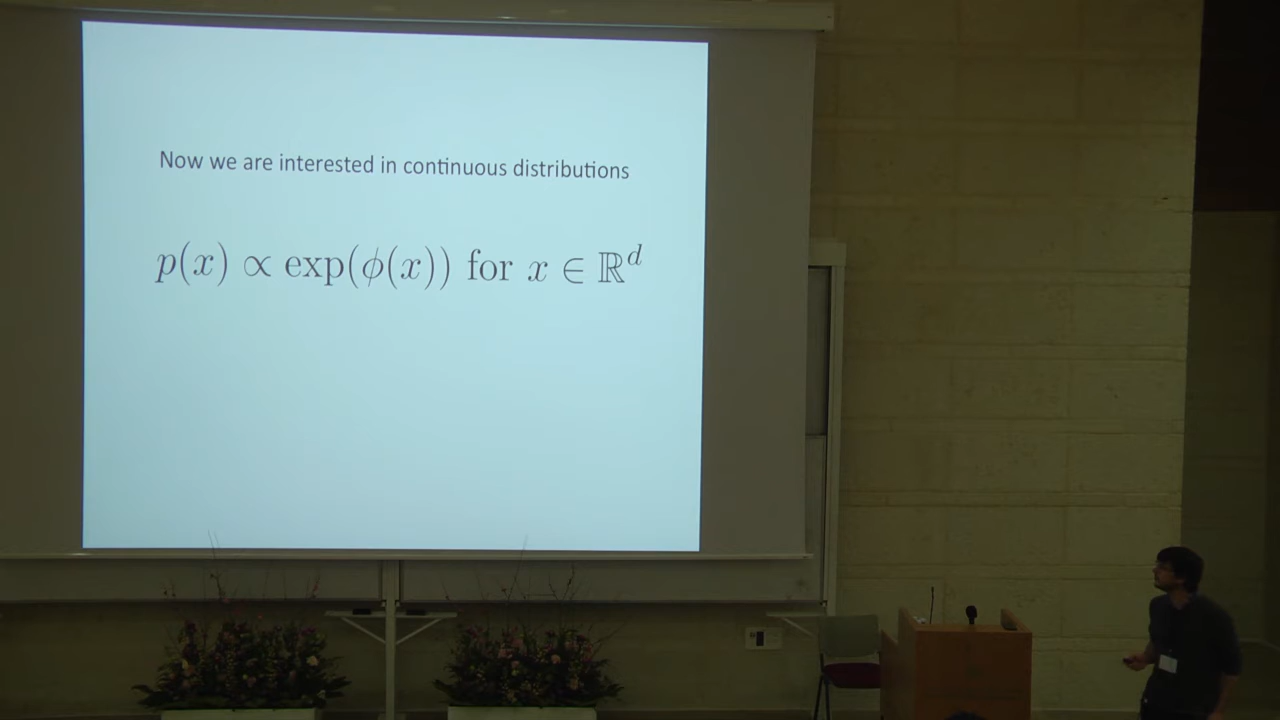 Now we are interested in continuous distributions
p(x) ∝ exp(ϕ(x)) for x ∈ ℝ^d